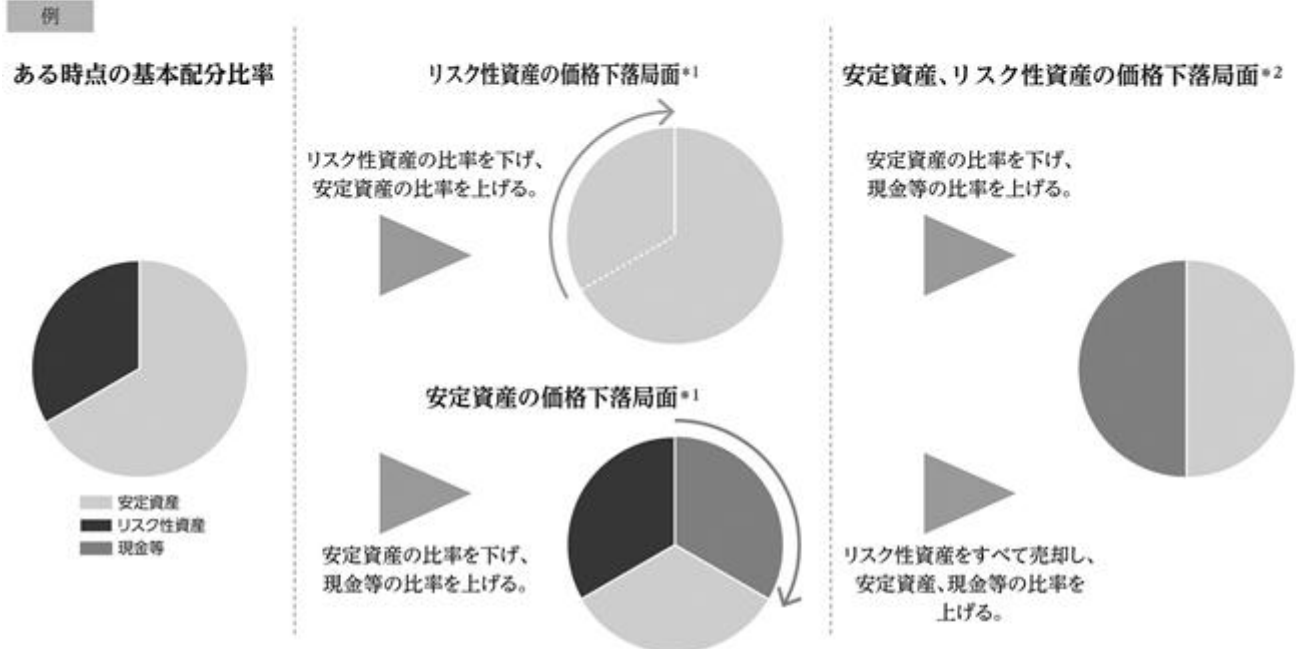 例
ある時点の基本配分比率
安定資産
リスク性資産
現金等
リスク性資産の価格下落局面*1
リスク性資産の比率を下げ、
安定資産の比率を上げる。
安定資産の価格下落局面*1
安定資産の比率を下げ、
現金等の比率を上げる。
安定資産、リスク性資産の価格下落局面*2
安定資産の比率を下げ、
現金等の比率を上げる。
リスク性資産をすべて売却し、
安定資産、現金等の比率を
上げる。